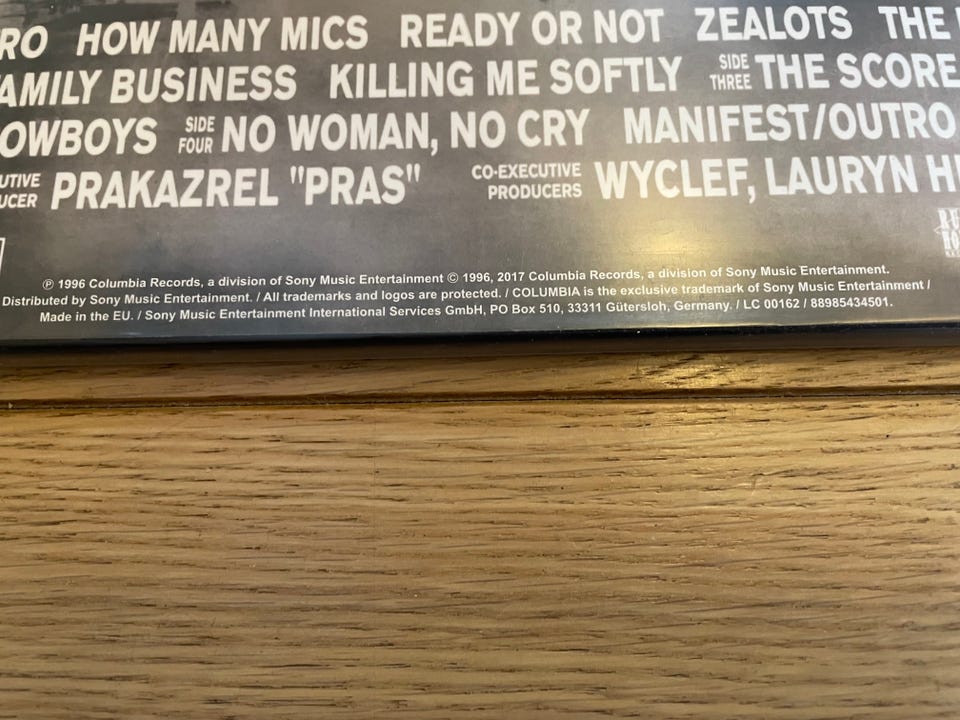 RO HOW MANY MICS READY OR NOT ZEALOTS THE
AMILY BUSINESS KILLING ME SOFTLY SIDE THREE THE SCORE
OWBOYS SIDE FOUR NO WOMAN, NO CRY MANIFEST/OUTRO
UTIVE UCER PRAKAZREL "PRAS" CO-EXECUTIVE PRODUCERS WYCLEF, LAURYN H
℗ 1996 Columbia Records, a division of Sony Music Entertainment © 1996, 2017 Columbia Records, a division of Sony Music Entertainment.
Distributed by Sony Music Entertainment. / All trademarks and logos are protected. / COLUMBIA is the exclusive trademark of Sony Music Entertainment /
Made in the EU. / Sony Music Entertainment International Services GmbH, PO Box 510, 33311 Gütersloh, Germany. / LC 00162 / 88985434501.